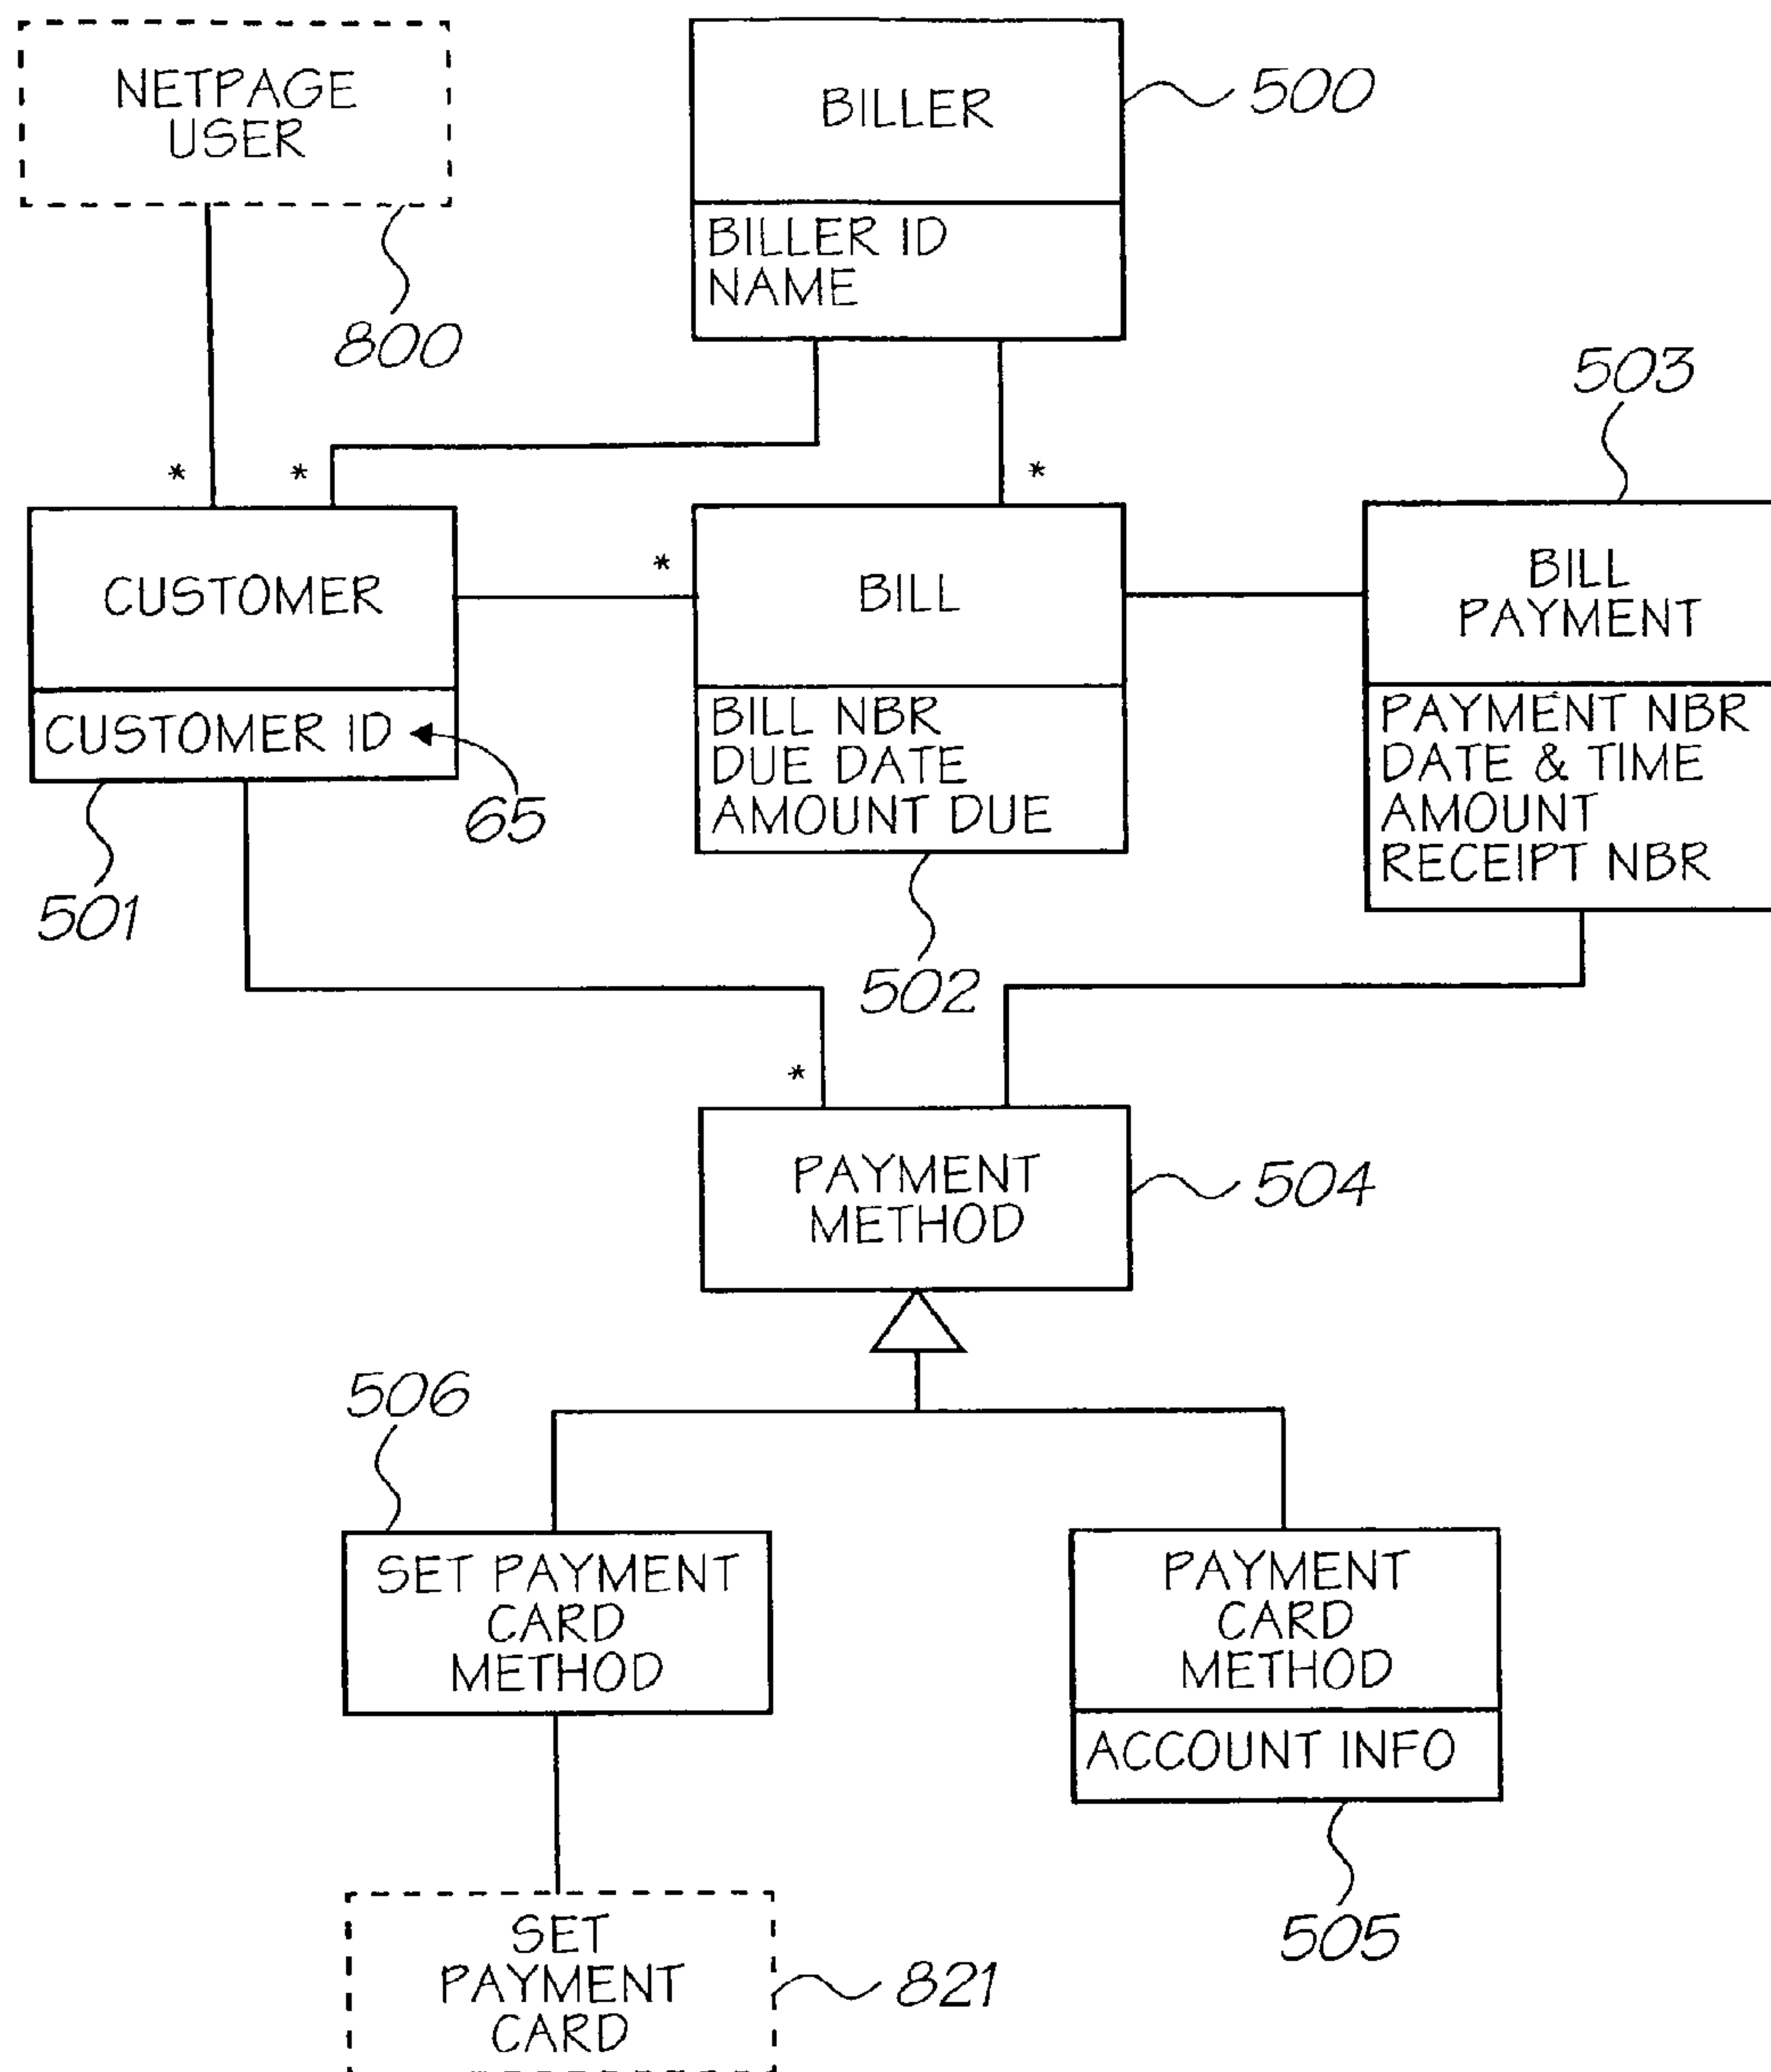 NETPAGE
USER
800
BILLER
BILLER ID
NAME
500
*
*
*
CUSTOMER
CUSTOMER ID
65
501
*
BILL
BILL NBR
DUE DATE
AMOUNT DUE
502
503
BILL
PAYMENT
PAYMENT NBR
DATE & TIME
AMOUNT
RECEIPT NBR
*
PAYMENT
METHOD
504
506
SET PAYMENT
CARD
METHOD
PAYMENT
CARD
METHOD
ACCOUNT INFO
505
SET
PAYMENT
CARD
821